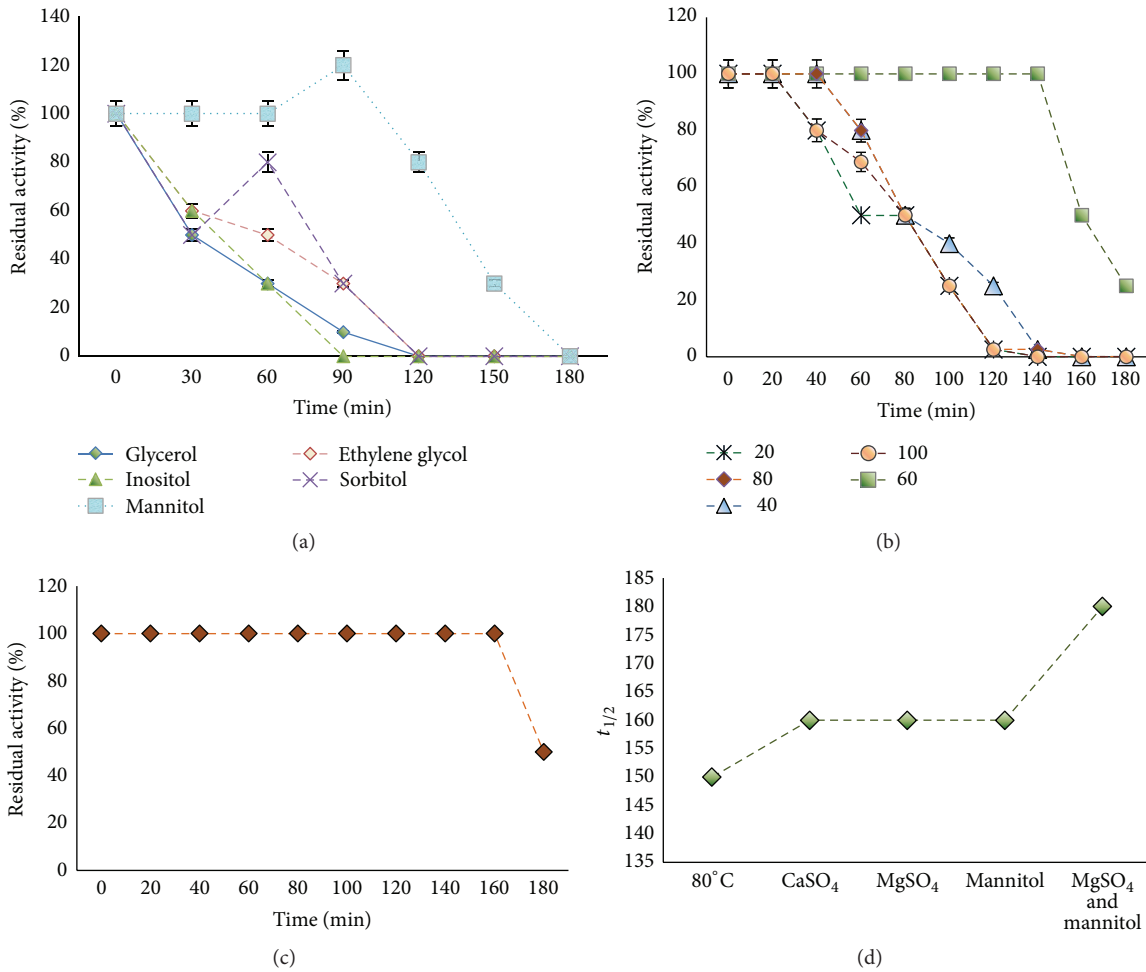 140
120
100
80
60
40
20
0
Residual activity (%)
0 30 60 90 120 150 180
Time (min)
Glycerol
Inositol
Mannitol
Ethylene glycol
Sorbitol
(a)
120
100
80
60
40
20
0
Residual activity (%)
0 20 40 60 80 100 120 140 160 180
Time (min)
20
80
40
100
60
(b)
120
100
80
60
40
20
0
Residual activity (%)
0 20 40 60 80 100 120 140 160 180
Time (min)
(c)
185
180
175
170
165
160
155
150
145
140
135
t1/2
80°C CaSO4 MgSO4 Mannitol MgSO4
and
mannitol
(d)